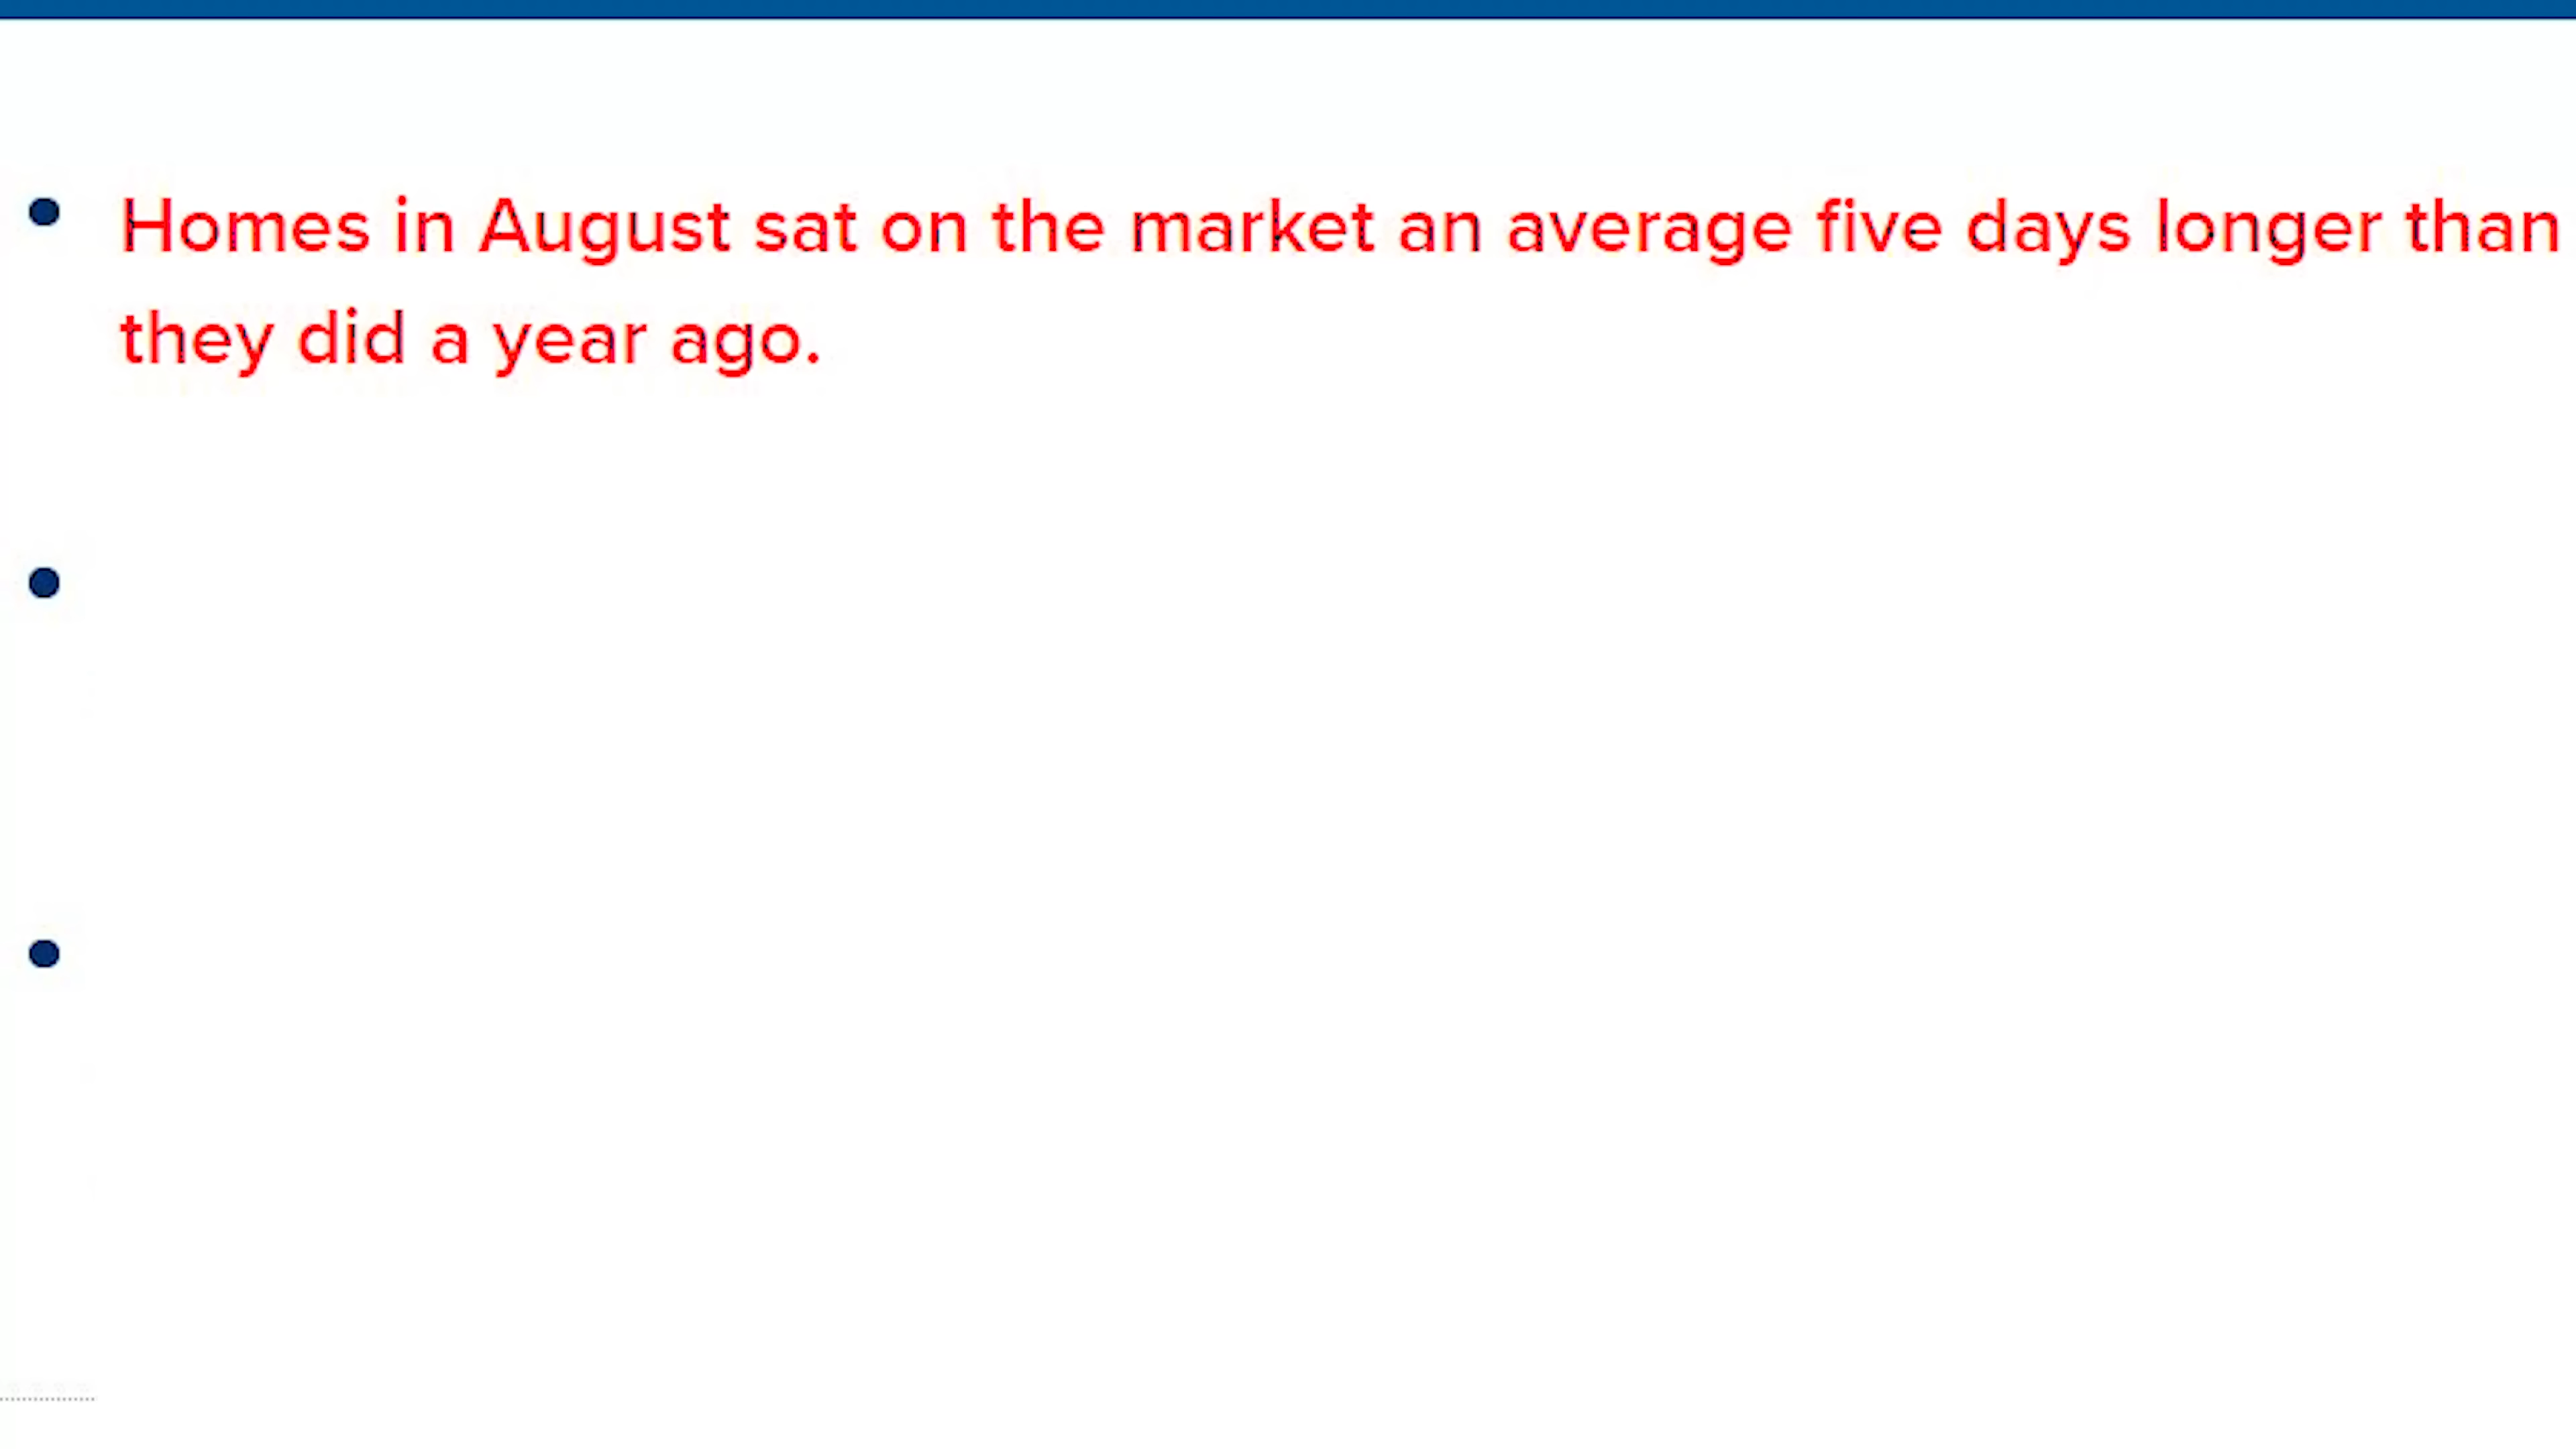 • Homes in August sat on the market an average five days longer than
they did a year ago.
•
•